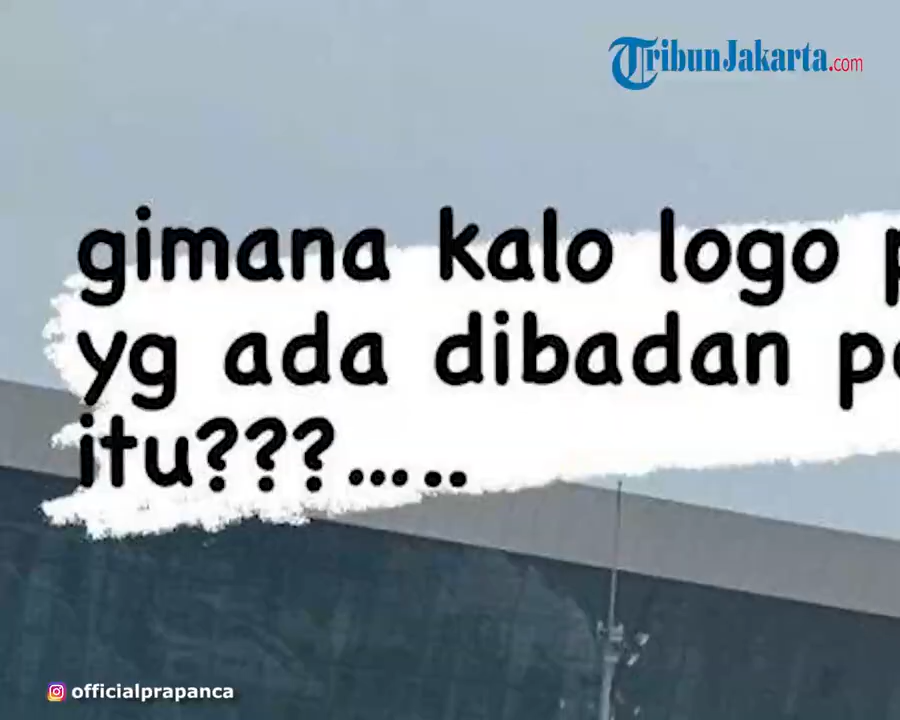 TribunJakarta.com
gimana kalo logo
yg ada dibadan
itu???.....
officialprapanca